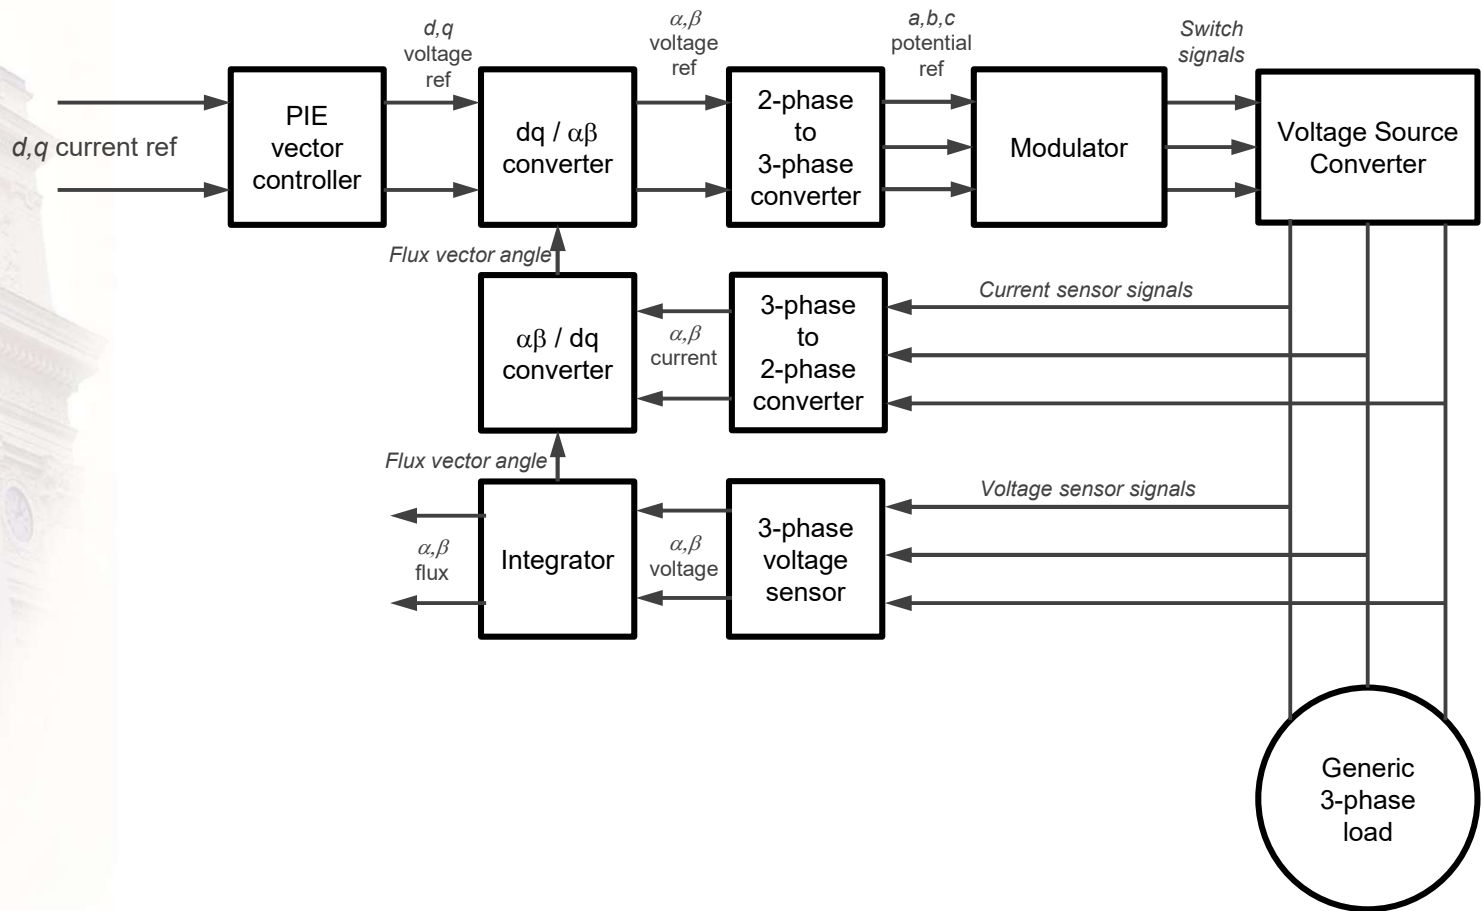 d,q
voltage
ref
α,β
voltage
ref
a,b,c
potential
ref
Switch
signals
d,q current ref
PIE
vector
controller
dq / αβ
converter
2-phase
to
3-phase
converter
Modulator
Voltage Source
Converter
Flux vector angle
αβ / dq
converter
α,β
current
3-phase
to
2-phase
converter
Current sensor signals
Flux vector angle
α,β
flux
Integrator
α,β
voltage
3-phase
voltage
sensor
Voltage sensor signals
Generic
3-phase
load